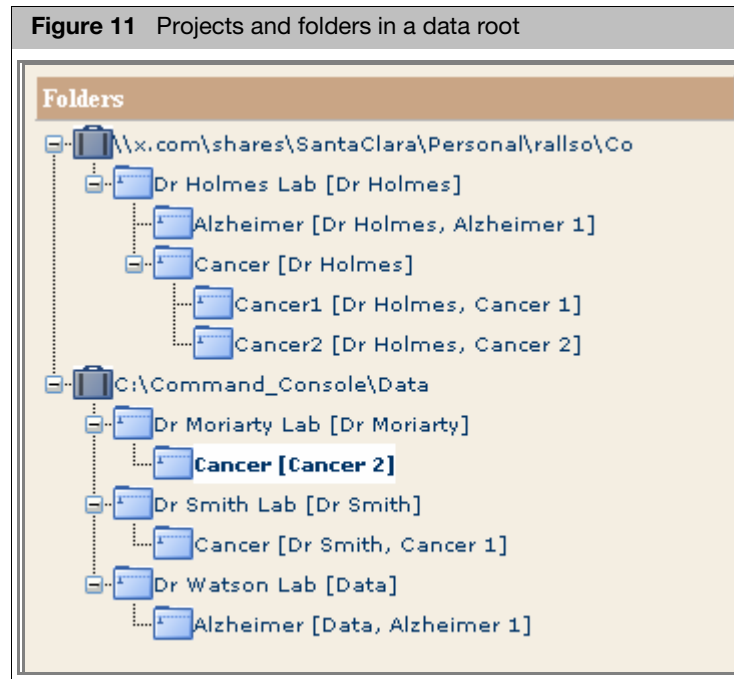 Figure 11 Projects and folders in a data root
Folders
\\x.com\shares\SantaClara\Personal\rallso\Co
Dr Holmes Lab [Dr Holmes]
Alzheimer [Dr Holmes, Alzheimer 1]
Cancer [Dr Holmes]
Cancer1 [Dr Holmes, Cancer 1]
Cancer2 [Dr Holmes, Cancer 2]
C:\Command_Console\Data
Dr Moriarty Lab [Dr Moriarty]
Cancer [Cancer 2]
Dr Smith Lab [Dr Smith]
Cancer [Dr Smith, Cancer 1]
Dr Watson Lab [Data]
Alzheimer [Data, Alzheimer 1]